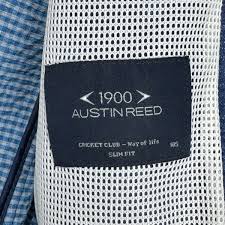 <1900>
AUSTIN REED
CRICKET CLUB - Way of life
SLIM FIT